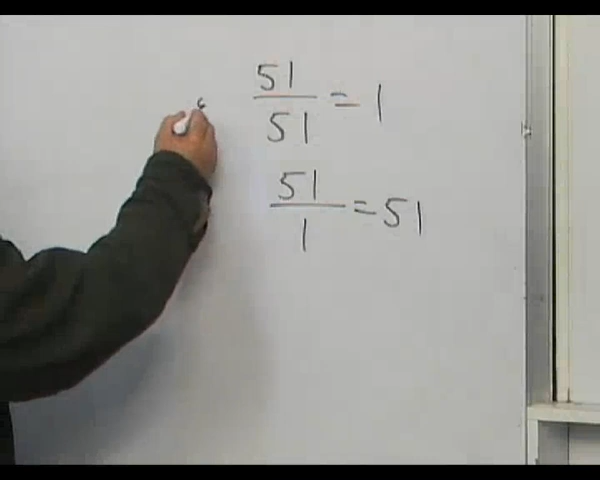 51/51 = 1
51/1 = 51